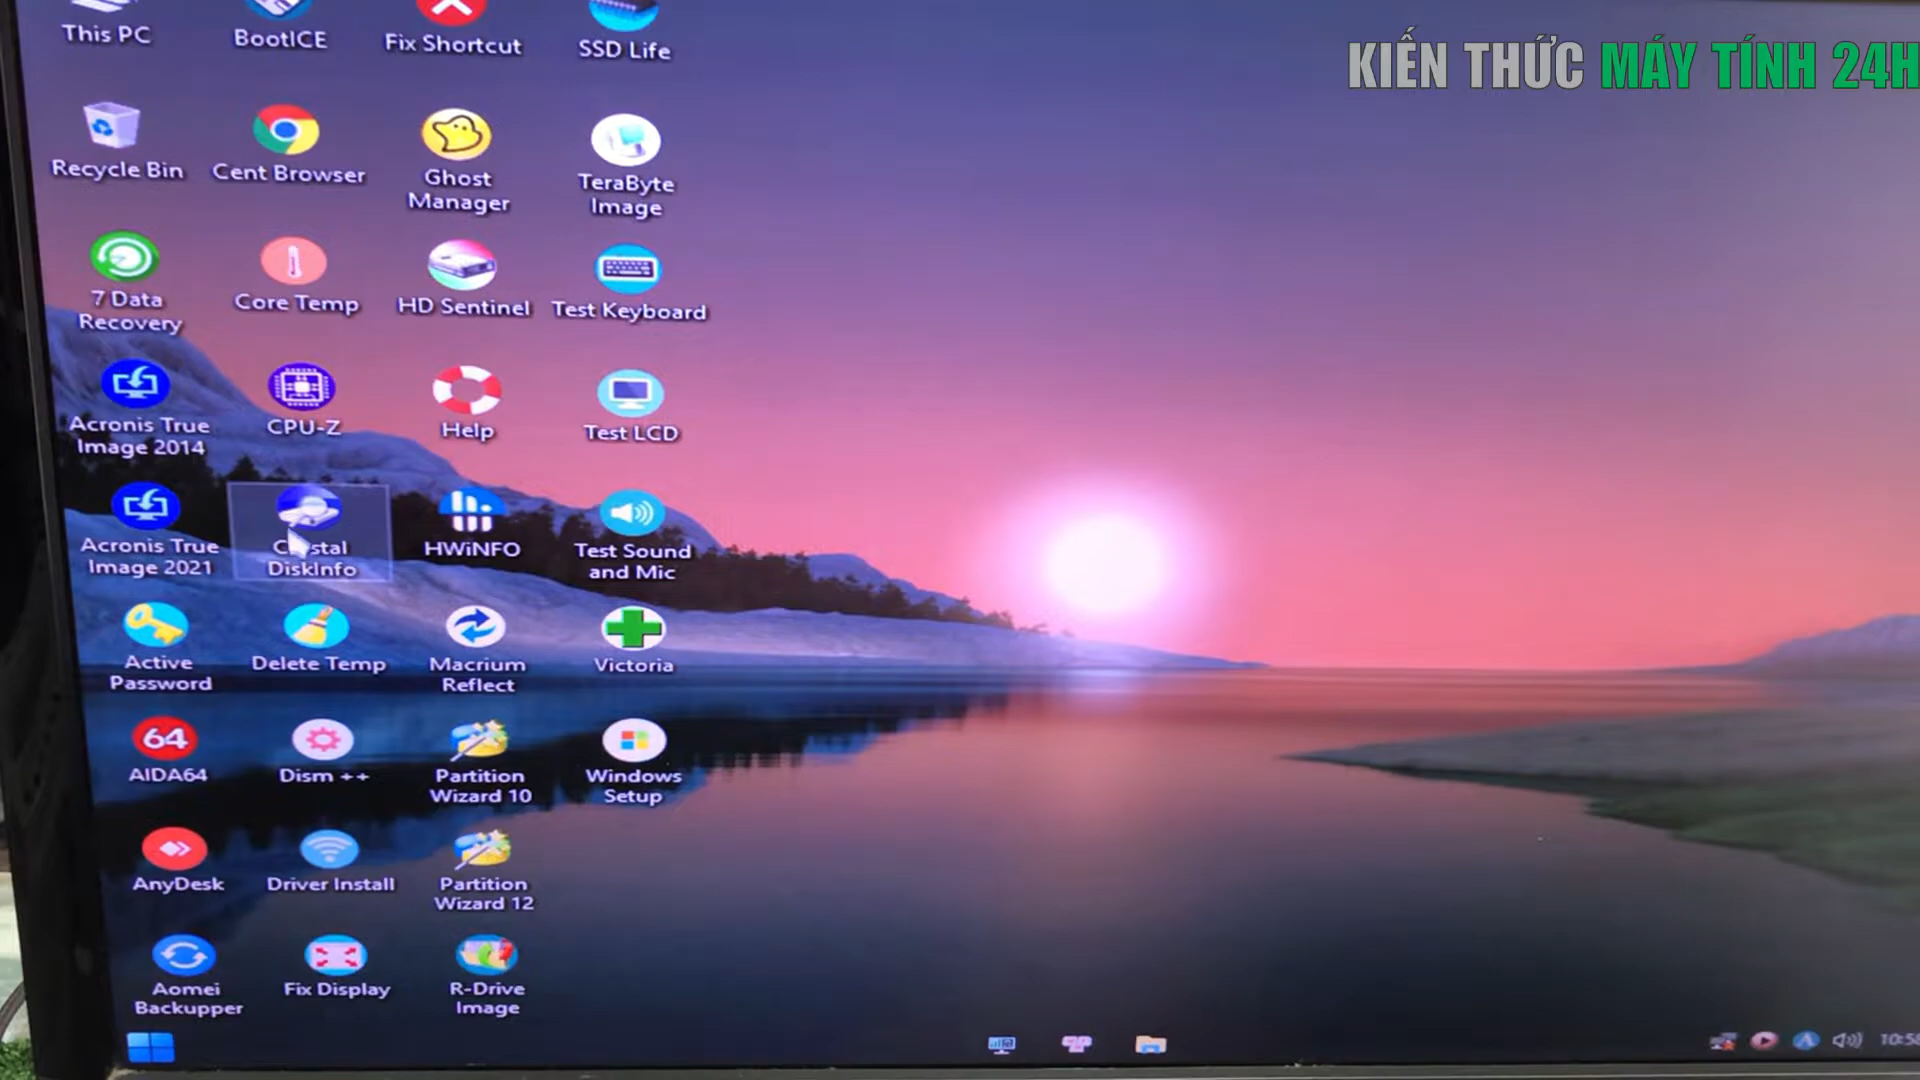 KIẾN THỨC MÁY TÍNH 24H
This PC
BootICE
Fix Shortcut
SSD Life
Recycle Bin
Cent Browser
Ghost
Manager
TeraByte
Image
7 Data
Recovery
Core Temp
HD Sentinel
Test Keyboard
Acronis True
Image 2014
CPU-Z
Help
Test LCD
Acronis True
Image 2021
Crystal
DiskInfo
HWiNFO
Test Sound
and Mic
Active
Password
Delete Temp
Macrium
Reflect
Victoria
64
AIDA64
Dism ++
Partition
Wizard 10
Windows
Setup
AnyDesk
Driver Install
Partition
Wizard 12
Aomei
Backupper
Fix Display
R-Drive
Image
10:58